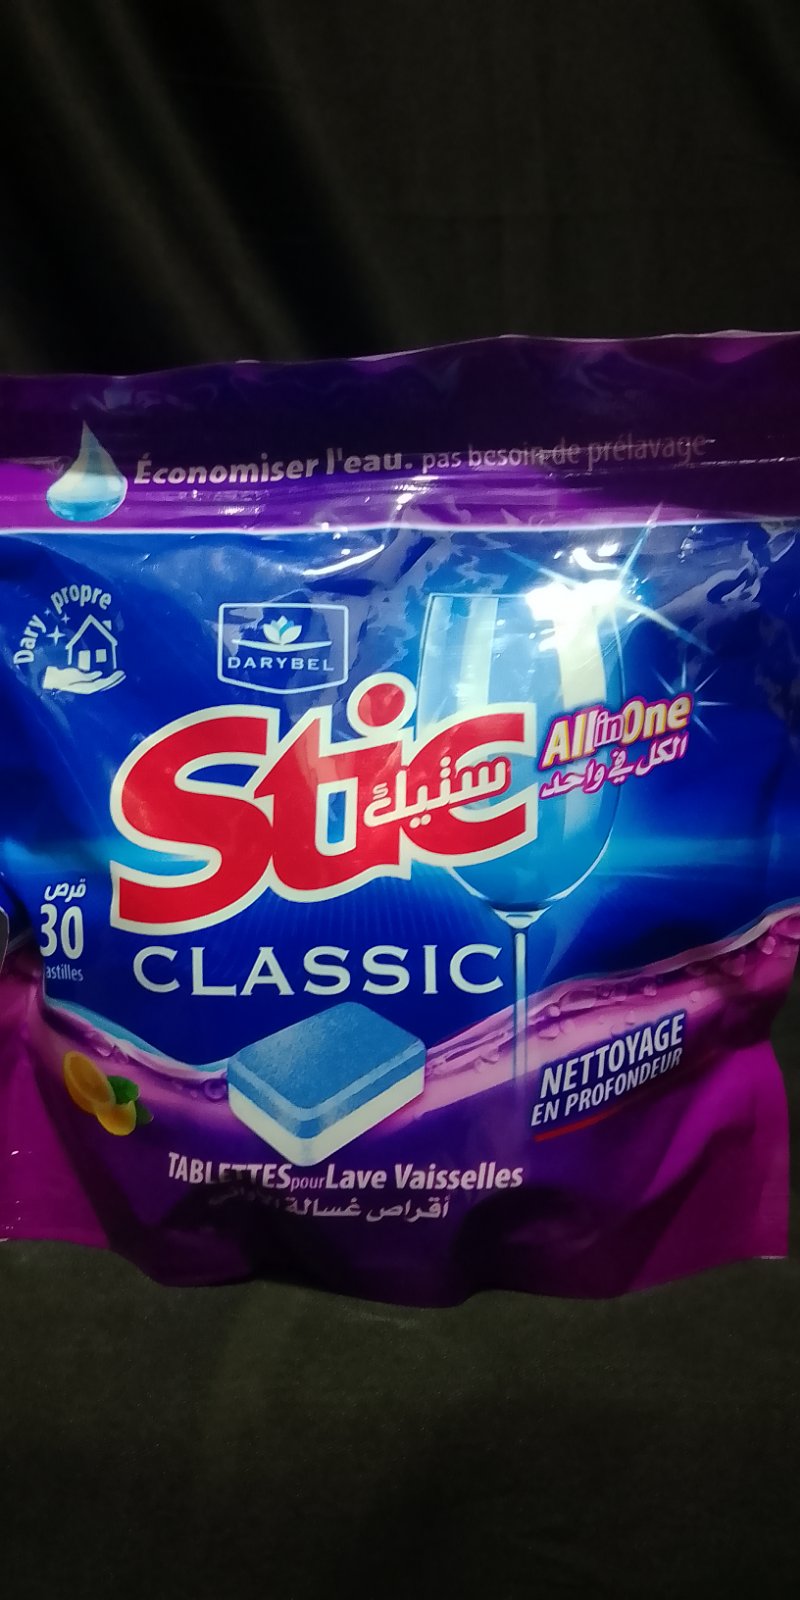 Économiser l'eau. pas besoin de prélavage
Dary propre
DARYBEL
Stic
ستيك
All in One
الكل في واحد
قرص
30
astilles
CLASSIC
NETTOYAGE
EN PROFONDEUR
TABLETTES pour Lave Vaisselles
أقراص غسالة